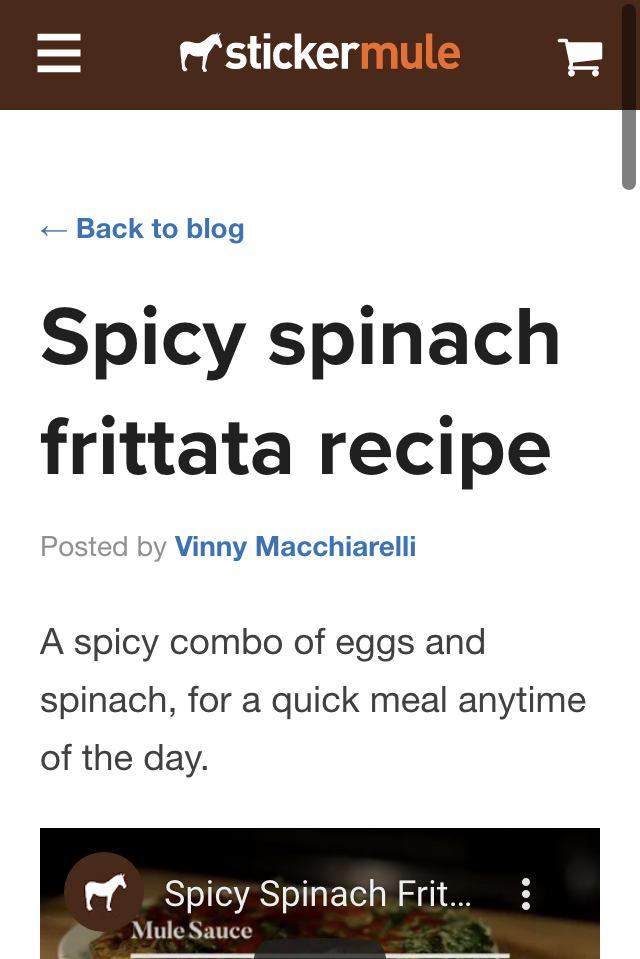 stickermule
← Back to blog
Spicy spinach
frittata recipe
Posted by Vinny Macchiarelli
A spicy combo of eggs and
spinach, for a quick meal anytime
of the day.
Spicy Spinach Frit...
Mule Sauce